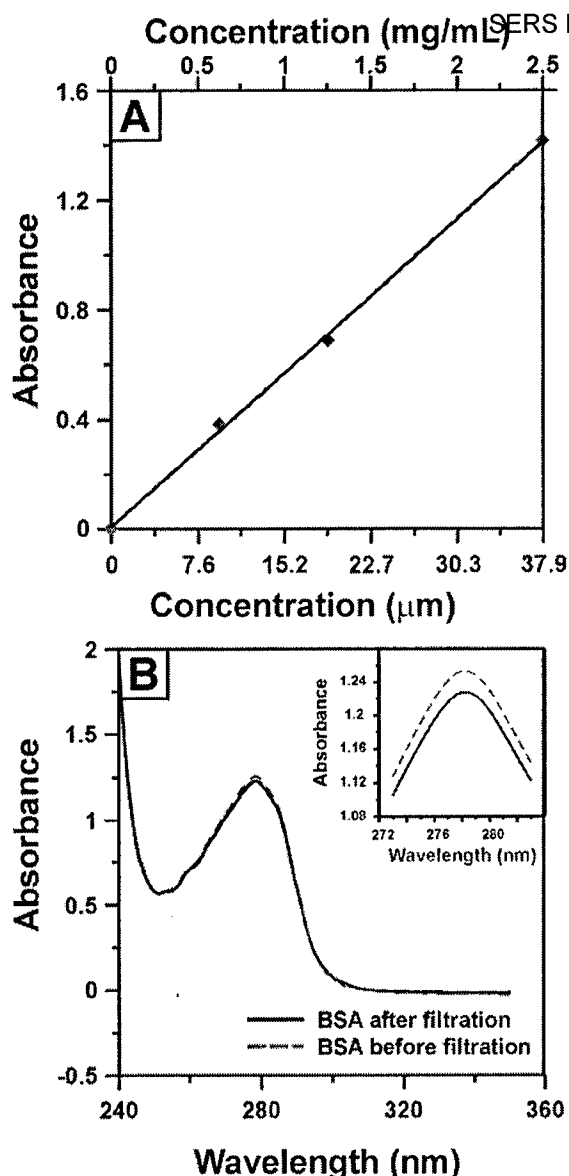 Concentration (mg/mL)
SERS
0 0.5 1 1.5 2 2.5
1.6
A
1.2
0.8
0.4
0
Absorbance
0 7.6 15.2 22.7 30.3 37.9
Concentration (μm)
2
B
1.5
1
0.5
0
-0.5
Absorbance
1.24
1.2
1.16
1.12
1.08
Absorbance
272 276 280
Wavelength (nm)
BSA after filtration
BSA before filtration
240 280 320 360
Wavelength (nm)